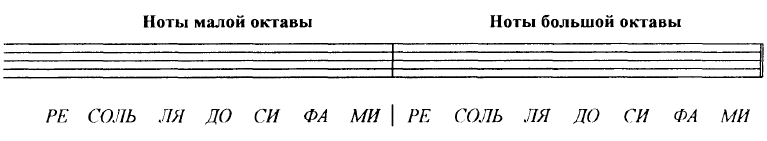 Ноты малой октавы Ноты большой октавы
РЕ СОЛЬ ЛЯ ДО СИ ФА МИ | РЕ СОЛЬ ЛЯ ДО СИ ФА МИ